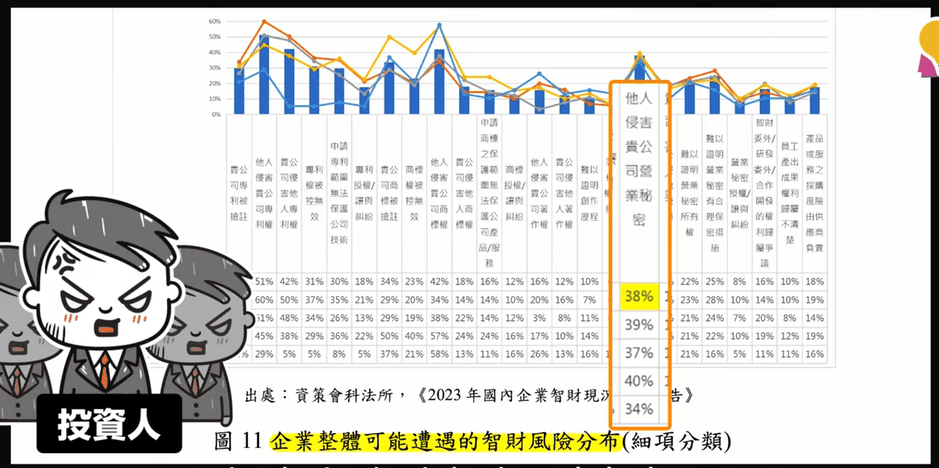 60%
50%
40%
30%
20%
10%
貴公司專利被搶註
他人侵害貴公司專利權
貴公司侵害他人專利權
專利權被控無效
申請專利範圍無法保護公司技術
專利授權/讓與糾紛
貴公司商標被搶註
商標權被控無效
他人侵害貴公司商標權
貴公司侵害他人商標權
申請商標之保護範圍無法保護公司產品/服務
商標授權/讓與糾紛
他人侵害貴公司著作權
貴公司侵害他人著作權
難以證明創作歷程
他人侵害貴公司營業秘密
難以證明營業秘密所有權
難以證明營業秘密有合理保密措施
營業秘密授權/讓與糾紛
智財委外/研發委外/合作開發的權利歸屬爭議
員工產出成果權利歸屬不清楚
產品或服務之採購風險由供應商負責
51% 42% 31% 30% 18% 34% 23% 42% 18% 16% 12% 16% 12% 10% 38% 22% 25% 8% 16% 10% 18%
60% 50% 37% 35% 21% 29% 20% 34% 14% 14% 10% 20% 16% 7% 39% 23% 28% 10% 14% 10% 19%
51% 48% 34% 26% 13% 29% 19% 38% 22% 14% 12% 3% 8% 11% 37% 21% 24% 7% 20% 8% 14%
45% 38% 29% 36% 22% 50% 40% 57% 24% 24% 16% 17% 10% 14% 40% 21% 22% 10% 19% 12% 19%
29% 5% 5% 8% 5% 37% 21% 58% 13% 11% 16% 26% 13% 16% 34% 21% 16% 5% 11% 11% 16%
出處：資策會科法所，《2023年國內企業智財現況 告》
投資人
圖 11 企業整體可能遭遇的智財風險分布(細項分類)